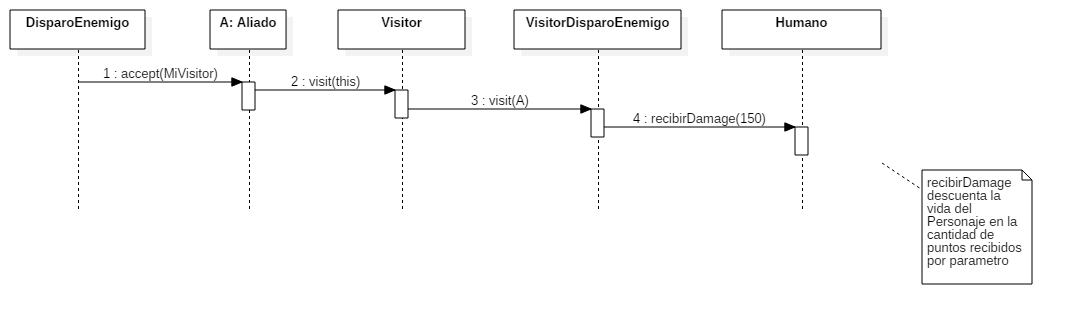 DisparoEnemigo
A: Aliado
Visitor
VisitorDisparoEnemigo
Humano
1 : accept(MiVisitor)
2 : visit(this)
3 : visit(A)
4 : recibirDamage(150)
recibirDamage
descuenta la
vida del
Personaje en la
cantidad de
puntos recibidos
por parametro